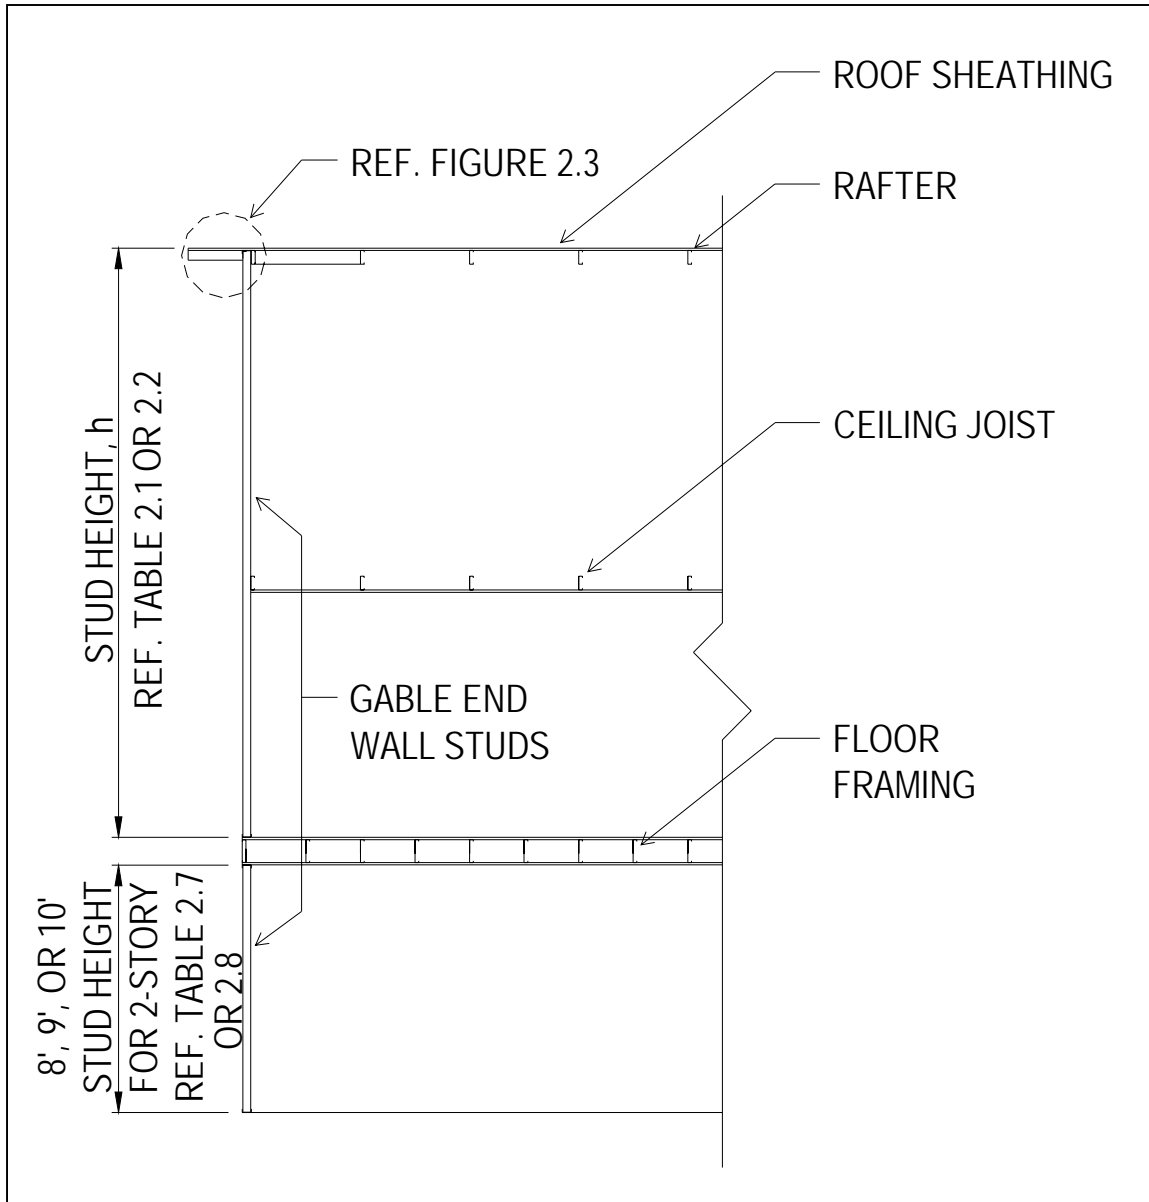 ROOF SHEATHING
REF. FIGURE 2.3
RAFTER
STUD HEIGHT, h
REF. TABLE 2.1 OR 2.2
CEILING JOIST
GABLE END
WALL STUDS
FLOOR
FRAMING
8', 9', OR 10'
STUD HEIGHT
FOR 2-STORY
REF. TABLE 2.7
OR 2.8